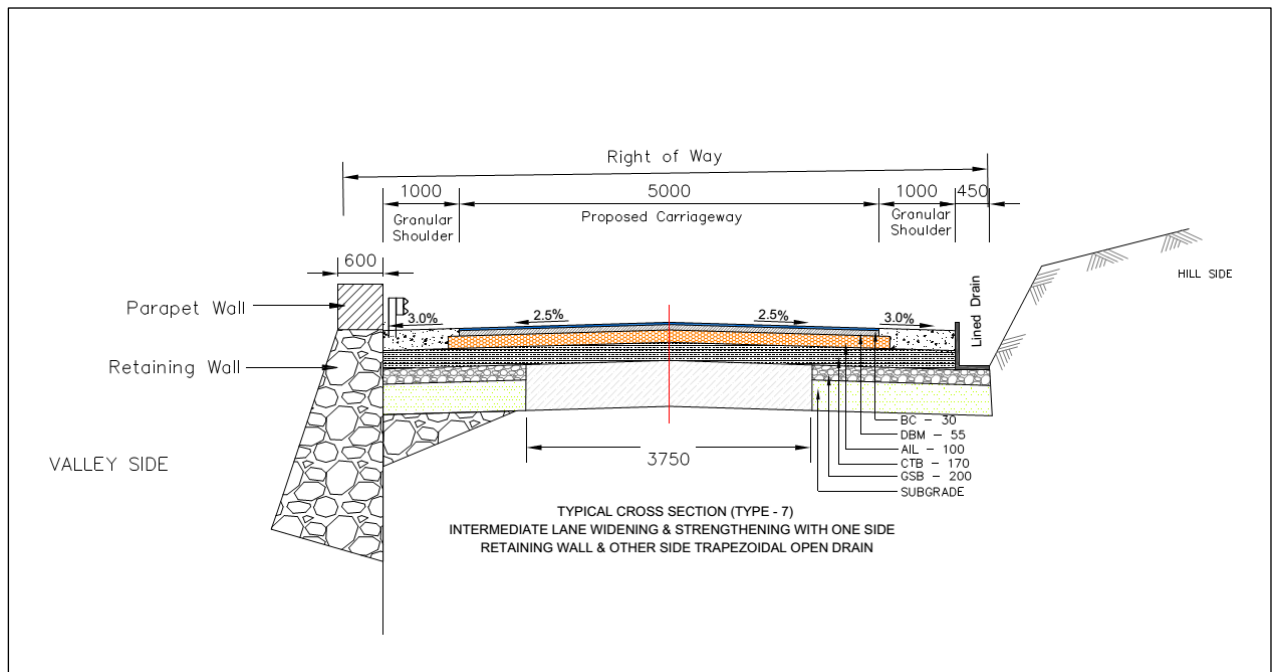 Right of Way
1000
5000
1000
450
Granular
Shoulder
Proposed Carriageway
Granular
Shoulder
600
HILL SIDE
Parapet Wall
Lined Drain
3.0%
2.5%
2.5%
3.0%
Retaining Wall
BC - 30
DBM - 55
AIL - 100
CTB - 170
GSB - 200
SUBGRADE
3750
VALLEY SIDE
TYPICAL CROSS SECTION (TYPE - 7)
INTERMEDIATE LANE WIDENING & STRENGTHENING WITH ONE SIDE
RETAINING WALL & OTHER SIDE TRAPEZOIDAL OPEN DRAIN